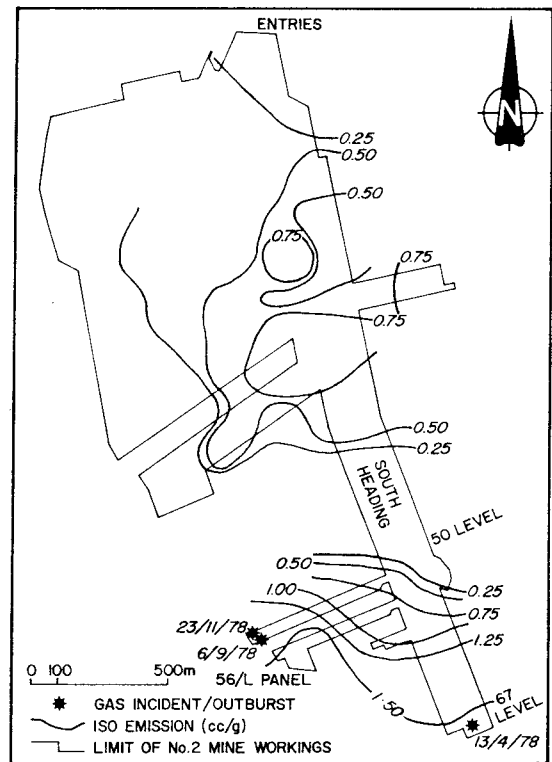 ENTRIES
N
0.25
0.50
0.50
0.75
0.75
0.75
0.50
0.25
SOUTH
HEADING
50 LEVEL
0.50
1.00
0.25
0.75
23/11/78
1.25
6/9/78
56/L PANEL
1.50
67
LEVEL
13/4/78
0 100 500m
GAS INCIDENT/OUTBURST
ISO EMISSION (cc/g)
LIMIT OF No.2 MINE WORKINGS